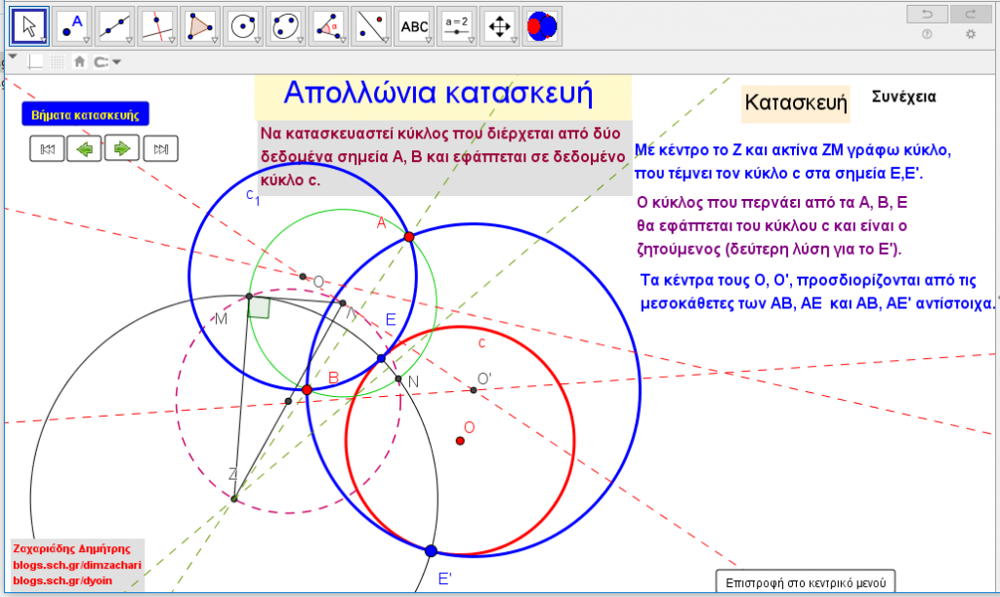 ABC
a=2
Απολλώνια κατασκευή
Κατασκευή
Συνέχεια
Βήματα κατασκευής
Να κατασκευαστεί κύκλος που διέρχεται από δύο
δεδομένα σημεία Α, Β και εφάπτεται σε δεδομένο
κύκλο c.
Με κέντρο το Ζ και ακτίνα ΖΜ γράφω κύκλο,
που τέμνει τον κύκλο c στα σημεία Ε,Ε'.
Ο κύκλος που περνάει από τα Α, Β, Ε
θα εφάπτεται του κύκλου c και είναι ο
ζητούμενος (δεύτερη λύση για το Ε').
Τα κέντρα τους Ο, Ο', προσδιορίζονται από τις
μεσοκάθετες των ΑΒ, ΑΕ και ΑΒ, ΑΕ' αντίστοιχα.
c1
A
O
M
Λ
E
c
B
N
O'
O
Z
E'
Ζαχαριάδης Δημήτρης
blogs.sch.gr/dimzachari
blogs.sch.gr/dyoin
Επιστροφή στο κεντρικό μενού